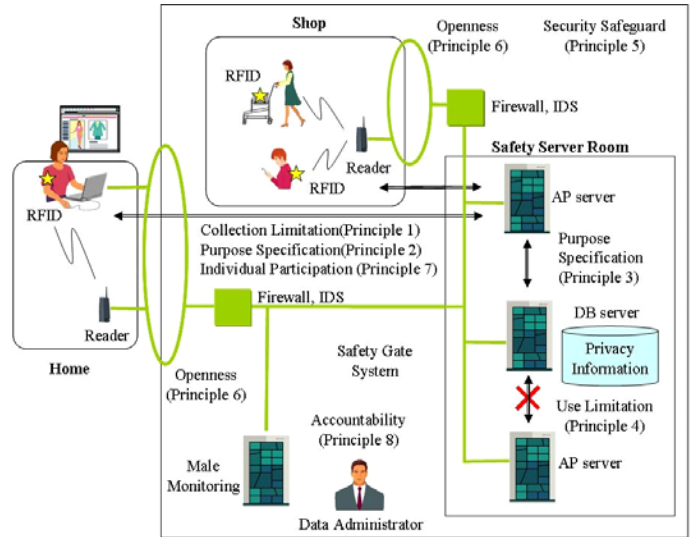 Shop
Openness
(Principle 6)
Security Safeguard
(Principle 5)
RFID
Firewall, IDS
Reader
RFID
Safety Server Room
RFID
AP server
Collection Limitation(Principle 1)
Purpose Specification(Principle 2)
Individual Participation (Principle 7)
Purpose
Specification
(Principle 3)
Firewall, IDS
Reader
Home
DB server
Privacy
Information
Openness
(Principle 6)
Safety Gate
System
Use Limitation
(Principle 4)
Accountability
(Principle 8)
Male
Monitoring
AP server
Data Administrator